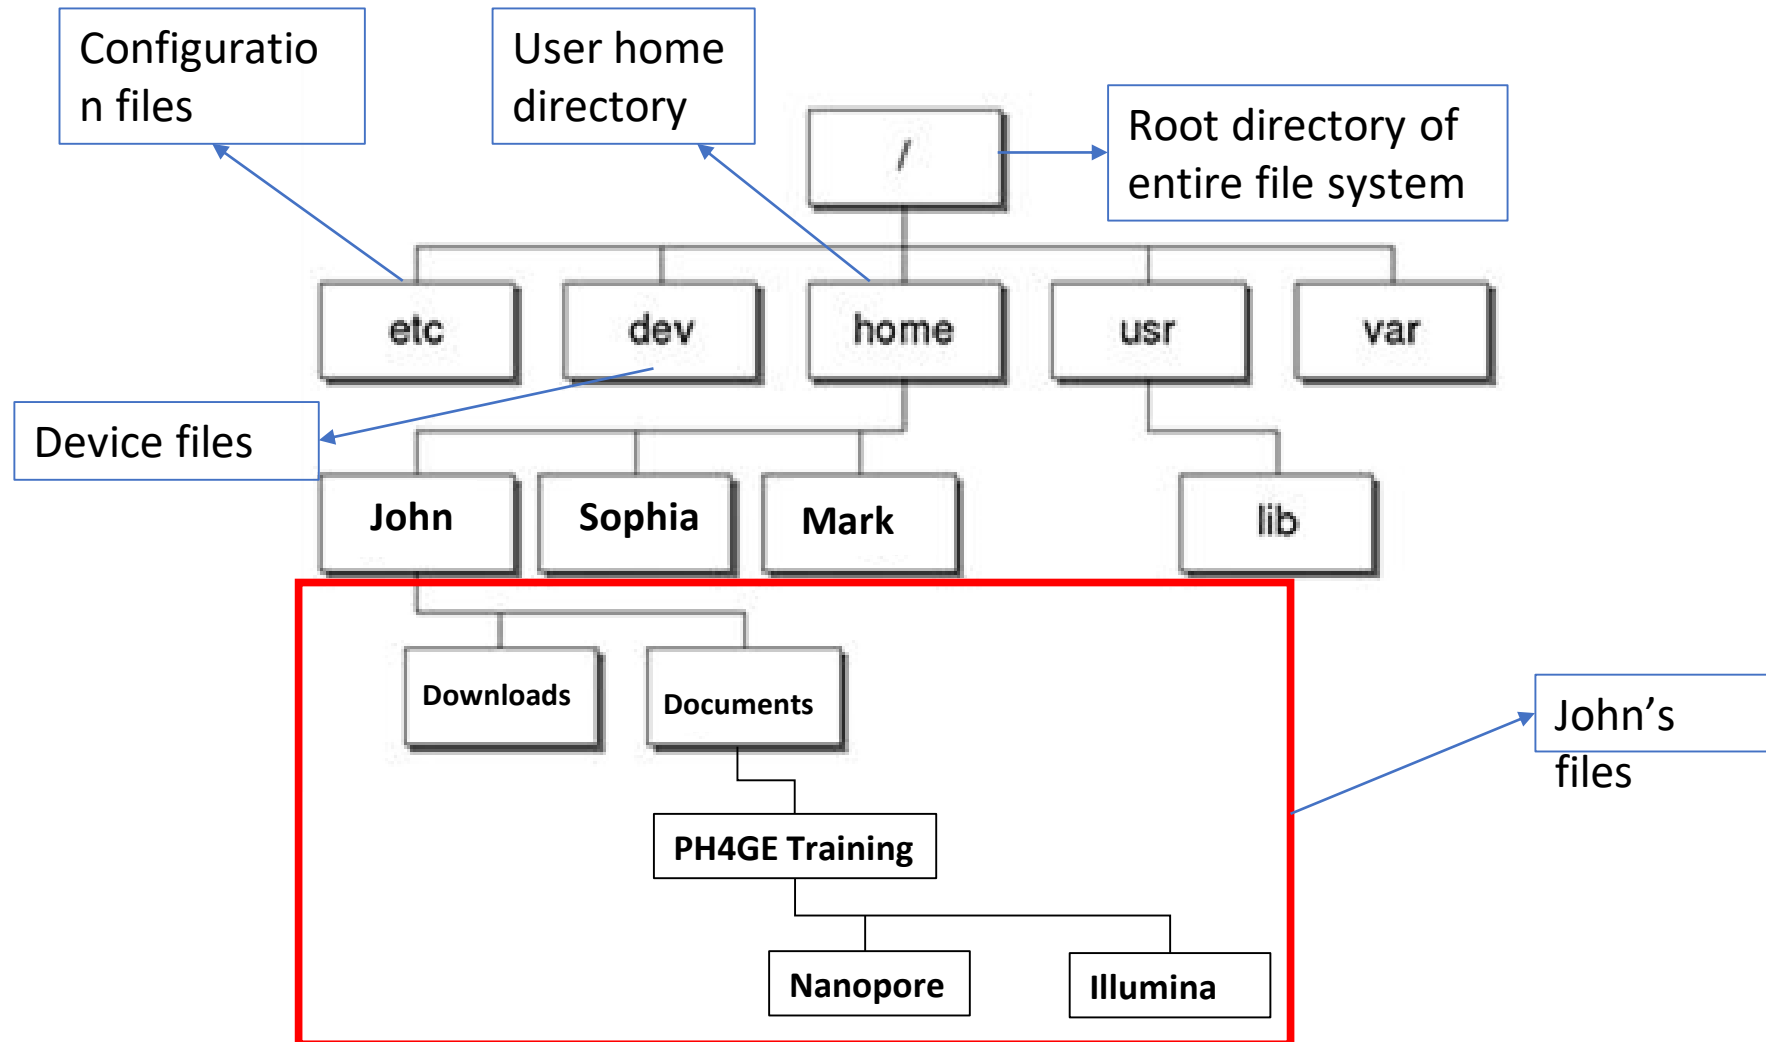 Configuratio
n files
User home
directory
/
Root directory of
entire file system
etc
dev
home
usr
var
Device files
John
Sophia
Mark
lib
Downloads
Documents
John’s
files
PH4GE Training
Nanopore
Illumina